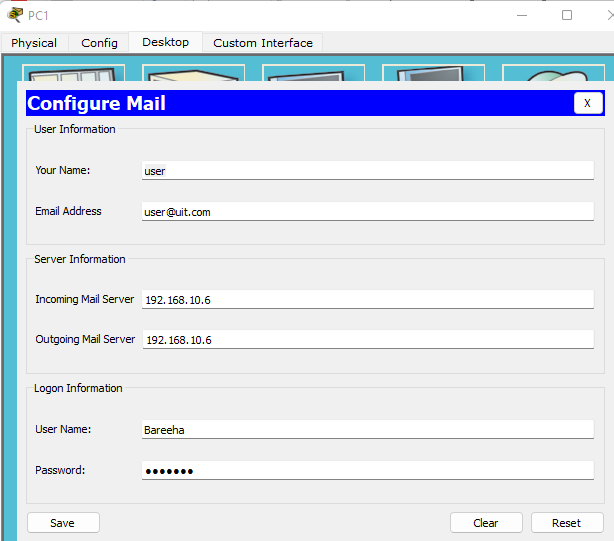 PC1
Physical Config Desktop Custom Interface
Configure Mail X
User Information
Your Name: user
Email Address user@uit.com
Server Information
Incoming Mail Server 192.168.10.6
Outgoing Mail Server 192.168.10.6
Logon Information
User Name: Bareeha
Password: •••••••
Save Clear Reset